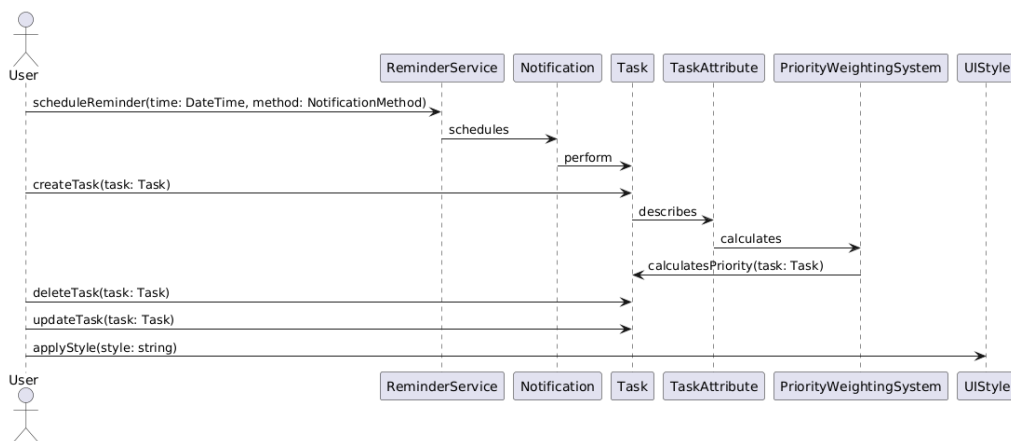 User
ReminderService
Notification
Task
TaskAttribute
PriorityWeightingSystem
UIStyle
scheduleReminder(time: DateTime, method: NotificationMethod)
schedules
perform
createTask(task: Task)
describes
calculates
calculatesPriority(task: Task)
deleteTask(task: Task)
updateTask(task: Task)
applyStyle(style: string)
User
ReminderService
Notification
Task
TaskAttribute
PriorityWeightingSystem
UIStyle